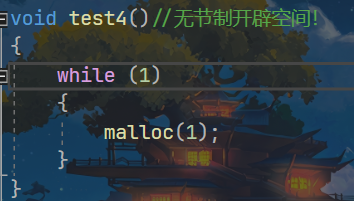 void test4()//无节制开辟空间!
{
    while (1)
    {
        malloc(1);
    }
}